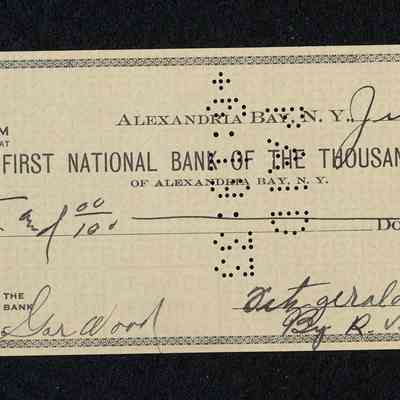 M ALEXANDRIA BAY, N. Y.,
AT
FIRST NATIONAL BANK OF THE THOUSAN
OF ALEXANDRIA BAY, N. Y.
and 00/100 Do
THE
BANK
Gar Wood
Fitzgerald
By R.